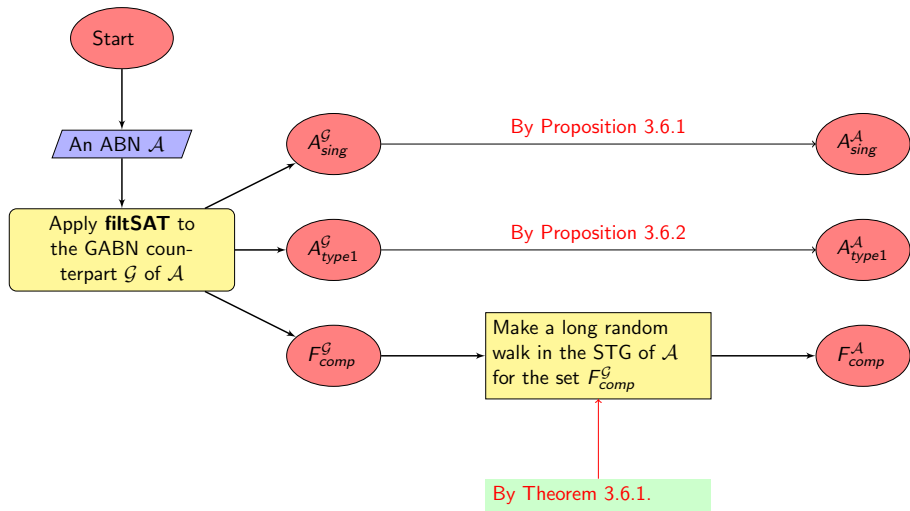 Start
An ABN 𝒜
Apply filtSAT to
the GABN coun-
terpart 𝒢 of 𝒜
A^𝒢_sing
By Proposition 3.6.1
A^𝒜_sing
A^𝒢_type1
By Proposition 3.6.2
A^𝒜_type1
F^𝒢_comp
Make a long random
walk in the STG of 𝒜
for the set F^𝒢_comp
F^𝒜_comp
By Theorem 3.6.1.